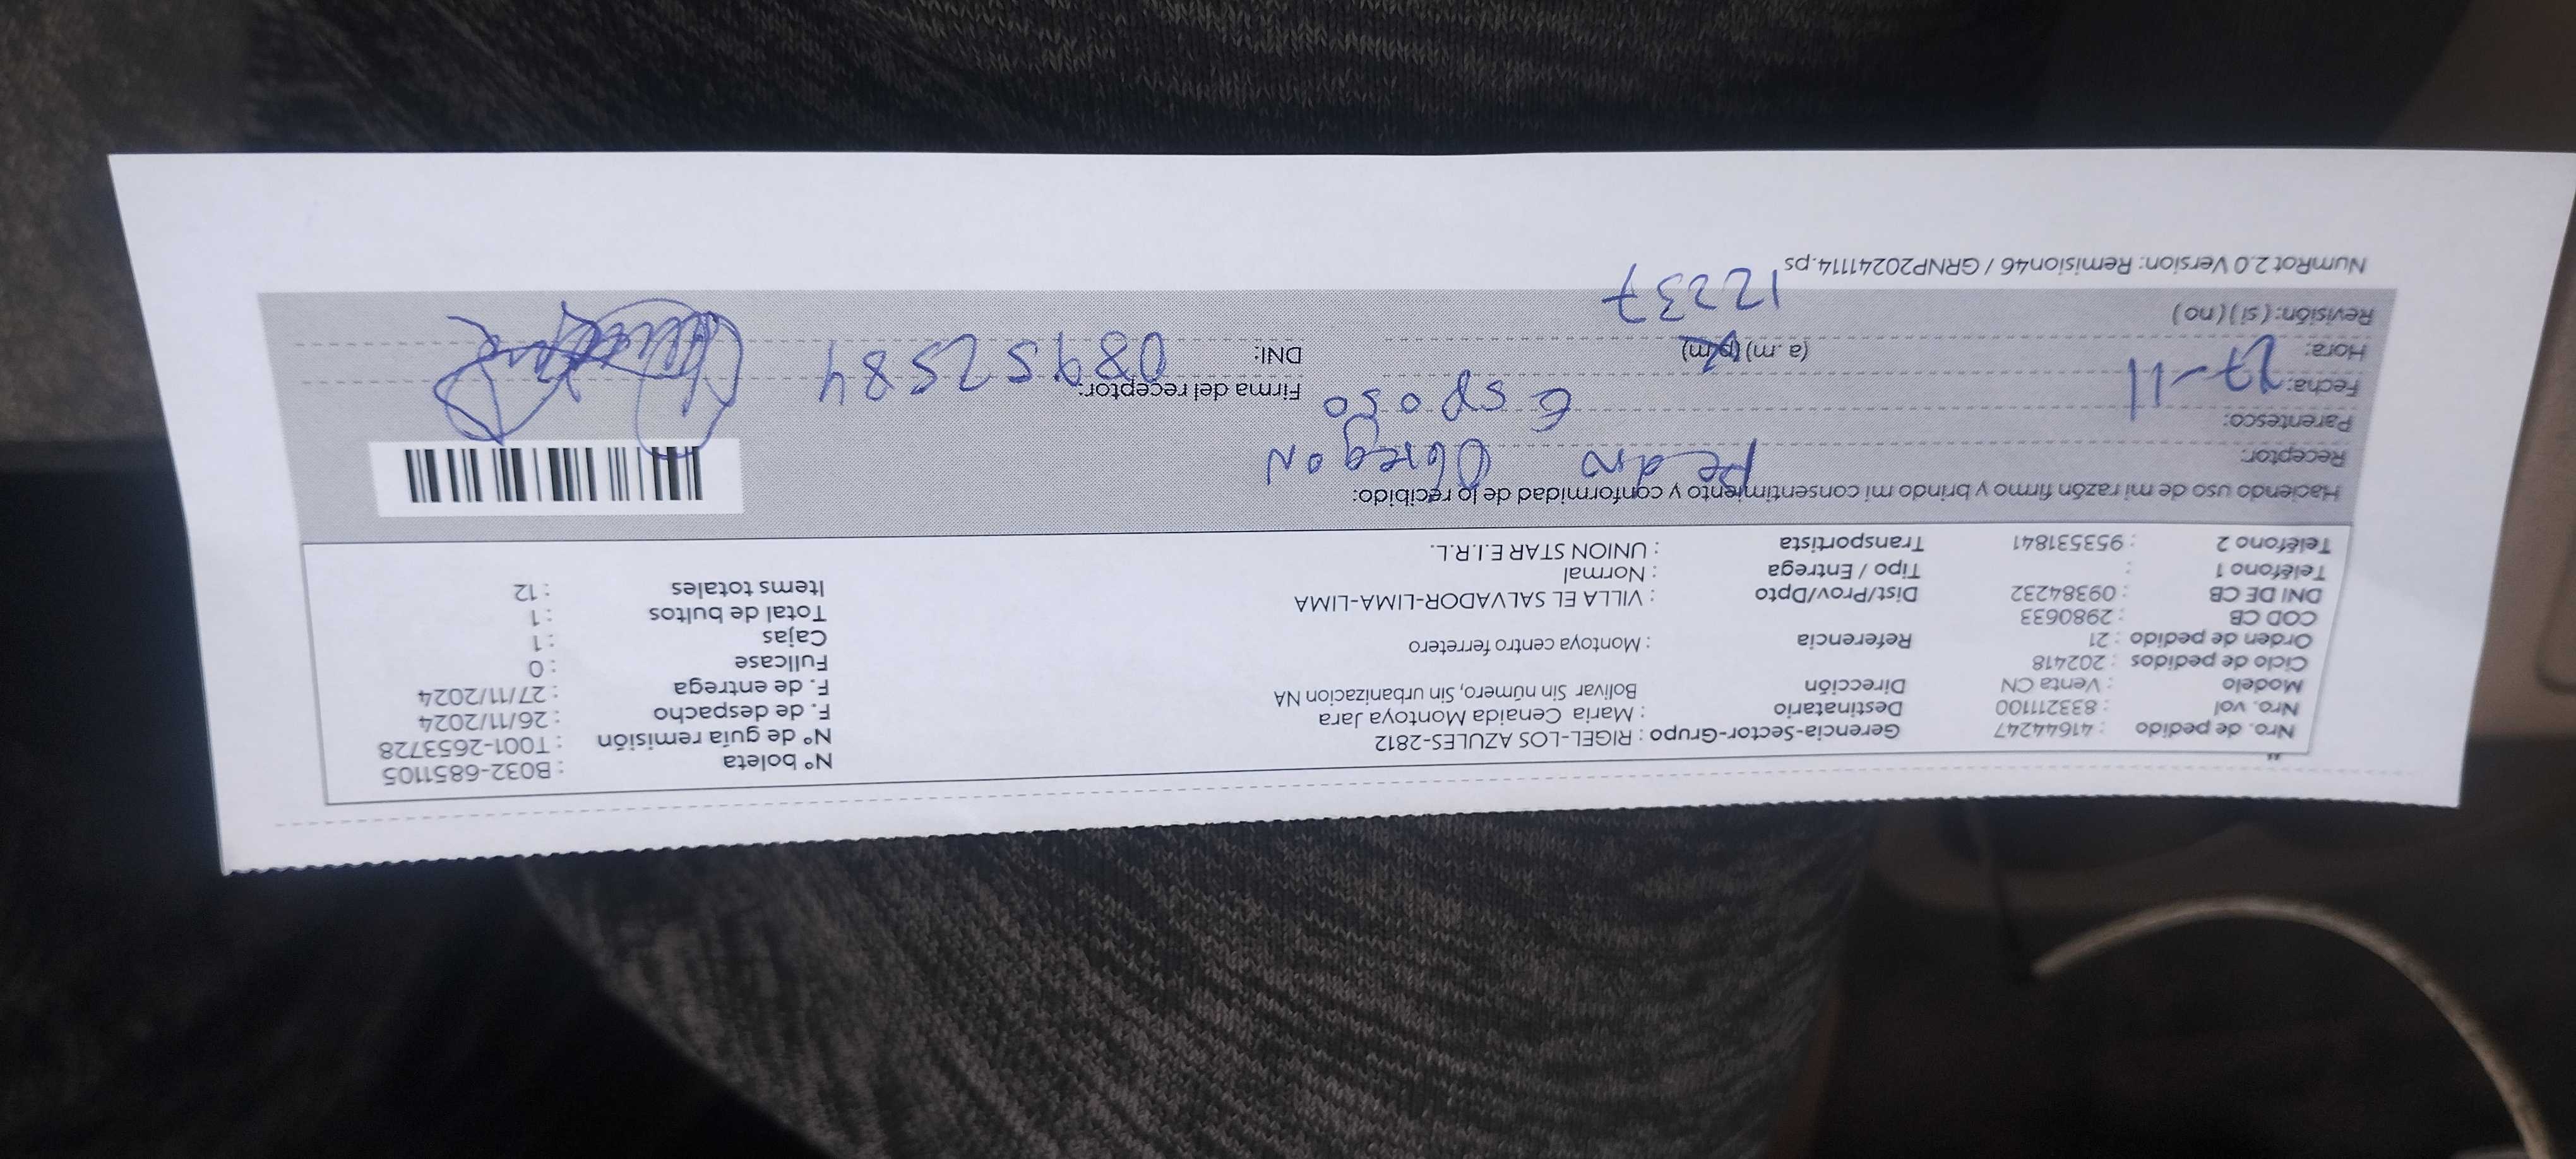 Nro. de pedido : 41644247 Gerencia-Sector-Grupo : RIGEL-LOS AZULES-2812 N° boleta : B032-6851105
Nro. vol : 833211100 Destinatario : Maria Cenaida Montoya Jara N° de guía remisión : T001-2653728
Modelo : Venta CN Dirección Bolivar Sin número, Sin urbanizacion NA F. de despacho : 26/11/2024
Ciclo de pedidos : 202418 F. de entrega : 27/11/2024
Orden de pedido : 21 Referencia : Montoya centro ferretero Fullcase : 0
COD CB : 2980633 Cajas : 1
DNI DE CB : 09384232 Dist/Prov/Dpto : VILLA EL SALVADOR-LIMA-LIMA Total de bultos : 1
Teléfono 1 : Tipo / Entrega : Normal Items totales : 12
Teléfono 2 : 953531841 Transportista : UNION STAR E.I.R.L.
Haciendo uso de mi razón firmo y brindo mi consentimiento y conformidad de lo recibido:
Receptor: Pedro Obregon
Parentesco: Esposo
Fecha: 27-11 Firma del receptor:
Hora: (a.m) (p.m) DNI: 08952584
Revisión: (si) (no) 12237
NumRot 2.0 Version: Remision46 / GRNP20241114.ps